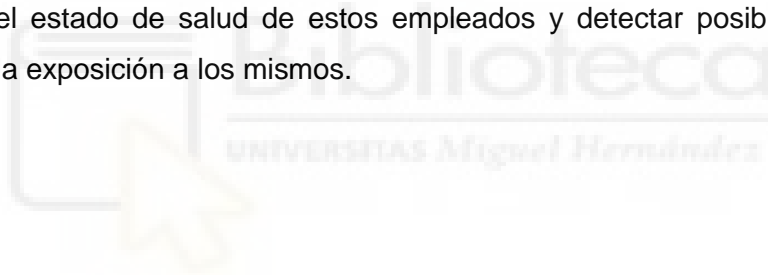 el estado de salud de estos empleados y detectar posib
a exposición a los mismos.
Biblioteca
UNIVERSITAS Miguel Hernández